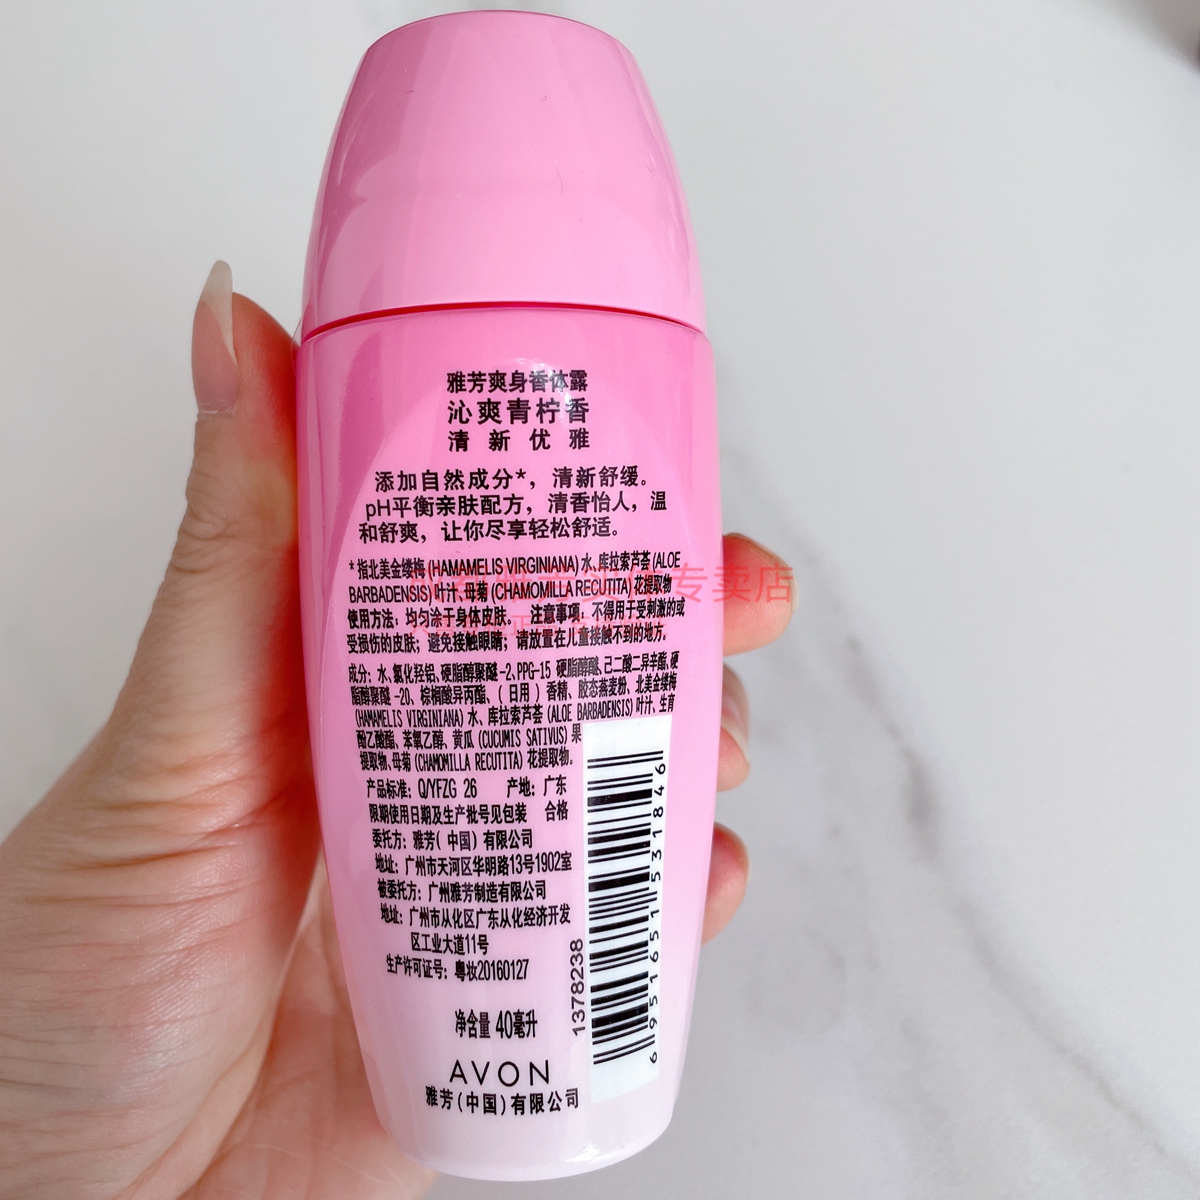 雅芳爽身香体露
沁爽青柠香
清新优雅
添加自然成分*，清新舒缓。
pH平衡亲肤配方，清香怡人，温
和舒爽，让你尽享轻松舒适。
*指北美金缕梅(HAMAMELIS VIRGINIANA)水、库拉索芦荟(ALOE
BARBADENSIS)叶汁、母菊(CHAMOMILLA RECUTITA)花提取物
使用方法：均匀涂于身体皮肤。 注意事项：不得用于受刺激的或
受损伤的皮肤；避免接触眼睛；请放置在儿童接触不到的地方。
成分：水、氯化羟铝、硬脂醇聚醚-2、PPG-15 硬脂醇醚、己二酸二异辛酯、硬
脂醇聚醚-20、棕榈酸异丙酯、（日用）香精、胶态燕麦粉、北美金缕梅
(HAMAMELIS VIRGINIANA)水、库拉索芦荟(ALOE BARBADENSIS)叶汁、生育
酚乙酸酯、苯氧乙醇、黄瓜(CUCUMIS SATIVUS)果
提取物、母菊(CHAMOMILLA RECUTITA)花提取物。
产品标准：Q/YFZG 26 产地：广东
限期使用日期及生产批号见包装 合格
委托方：雅芳（中国）有限公司
地址：广州市天河区华明路13号1902室
被委托方：广州雅芳制造有限公司
地址：广州市从化区广东从化经济开发
区工业大道11号
生产许可证号：粤妆20160127
净含量 40毫升
AVON
雅芳(中国)有限公司
1378238
6951651531846
专卖店